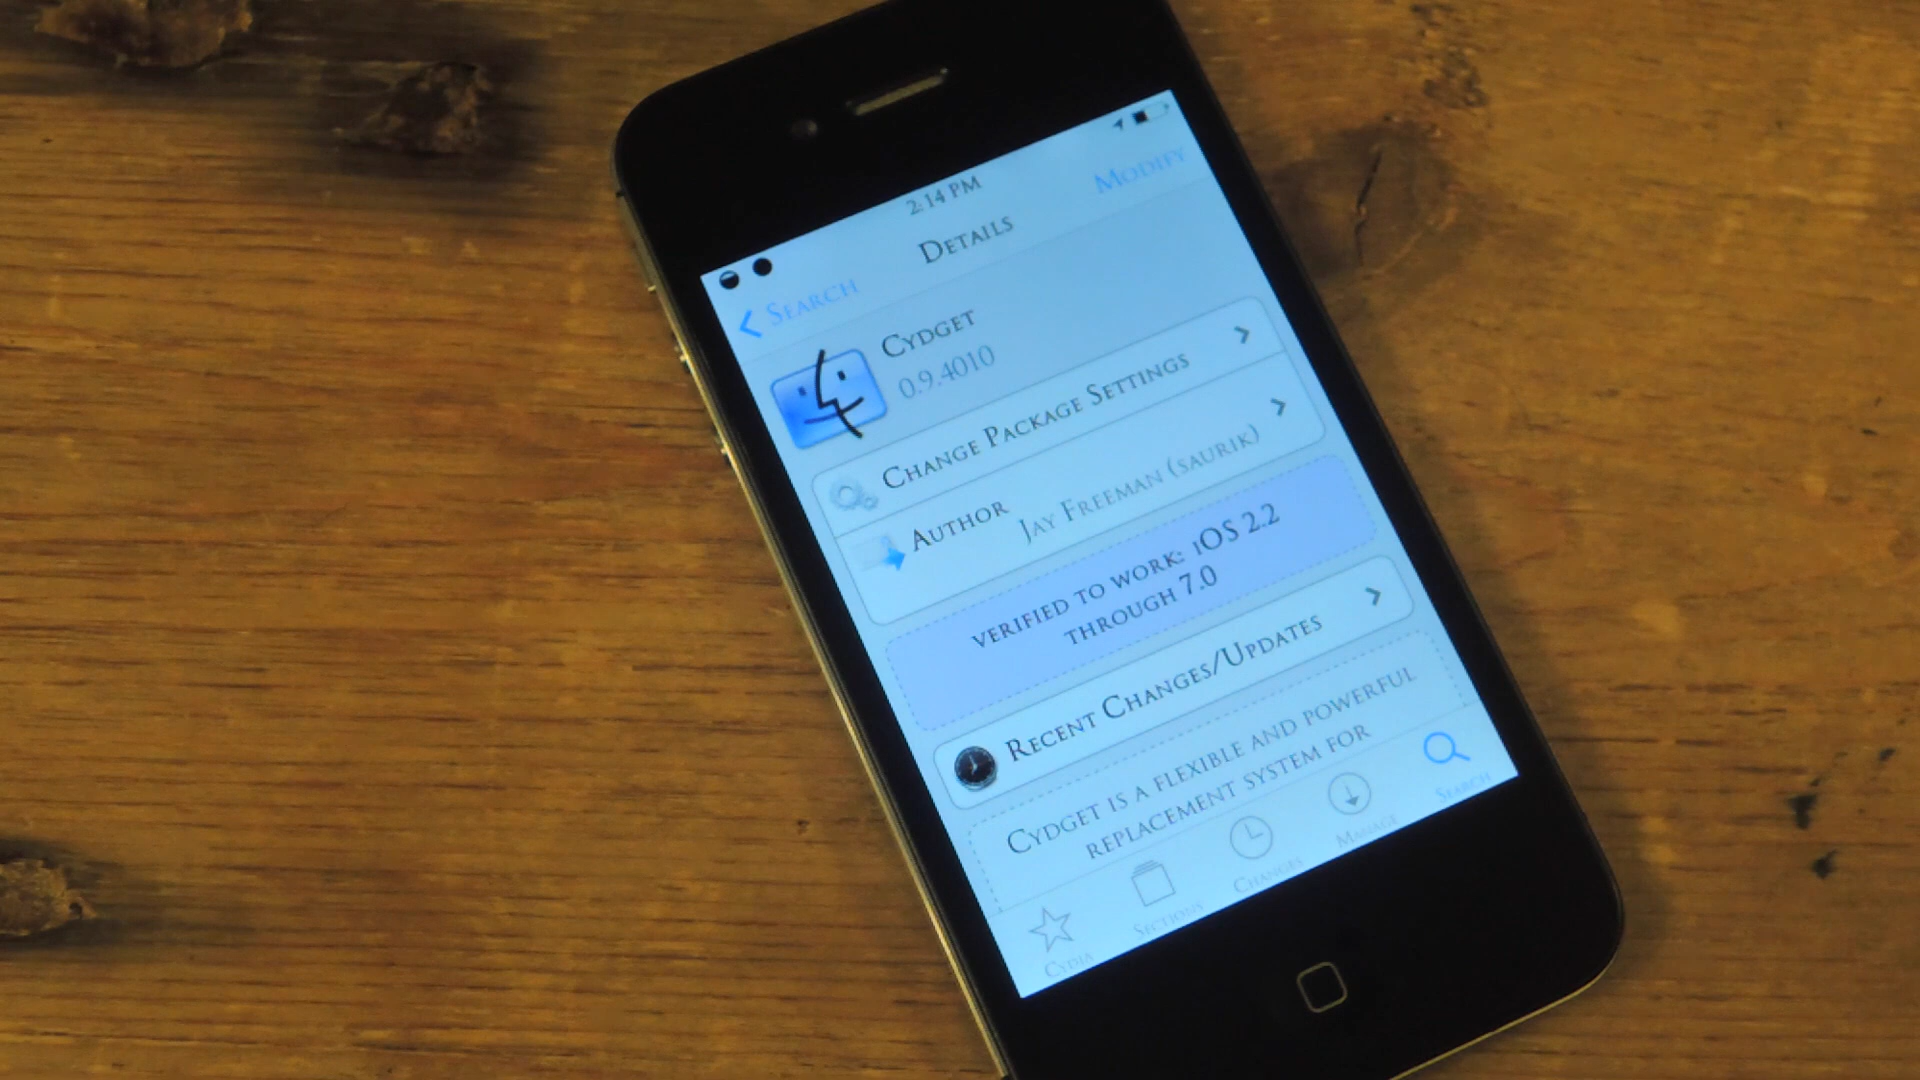 2:14 PM
Search
Details
Modify
Cydget
0.9.4010
Change Package Settings
Author
Jay Freeman (saurik)
verified to work: iOS 2.2
through 7.0
Recent Changes/Updates
Cydget is a flexible and powerful
replacement system for
Cydia
Sections
Changes
Manage
Search